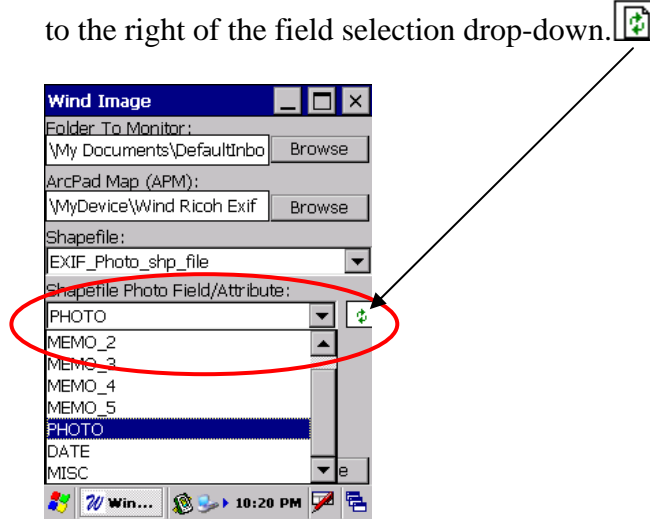 to the right of the field selection drop-down.
Wind Image
Folder To Monitor:
\My Documents\DefaultInbo Browse
ArcPad Map (APM):
\MyDevice\Wind Ricoh Exif Browse
Shapefile:
EXIF_Photo_shp_file
Shapefile Photo Field/Attribute:
PHOTO
MEMO_2
MEMO_3
MEMO_4
MEMO_5
PHOTO
DATE
MISC e
Win... 10:20 PM